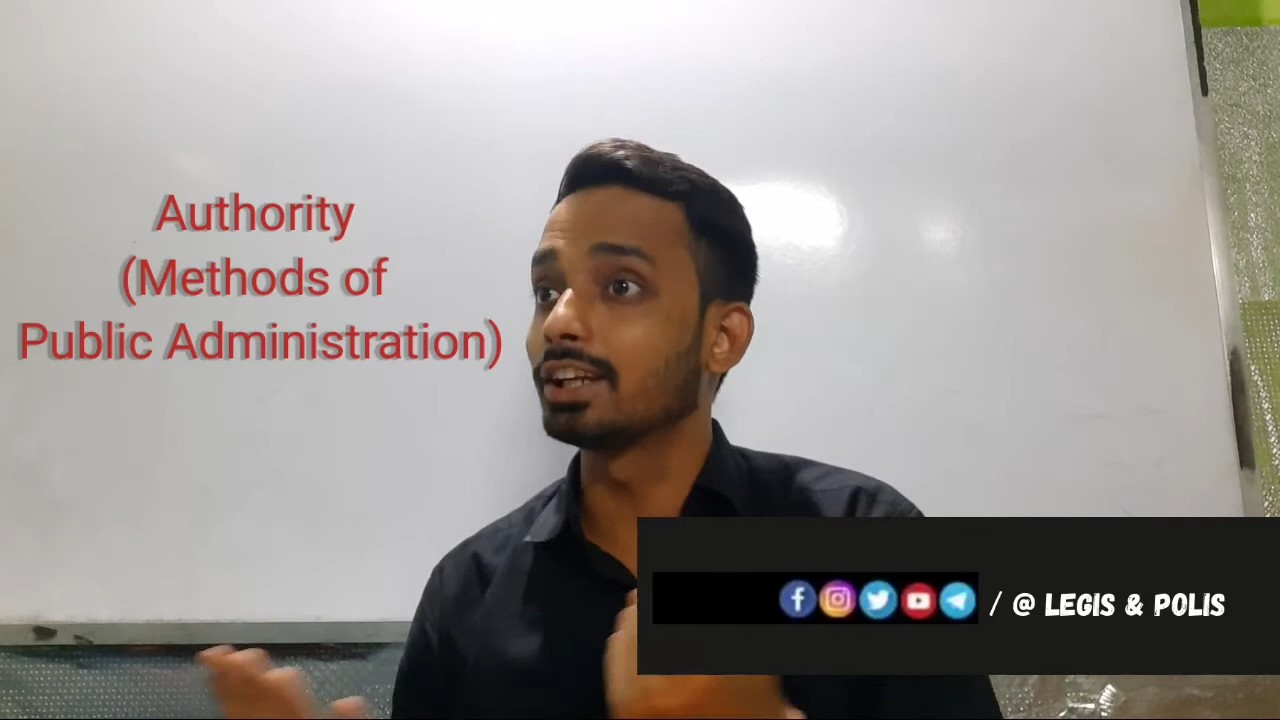 Authority
(Methods of
Public Administration)
/ @ LEGIS & POLIS